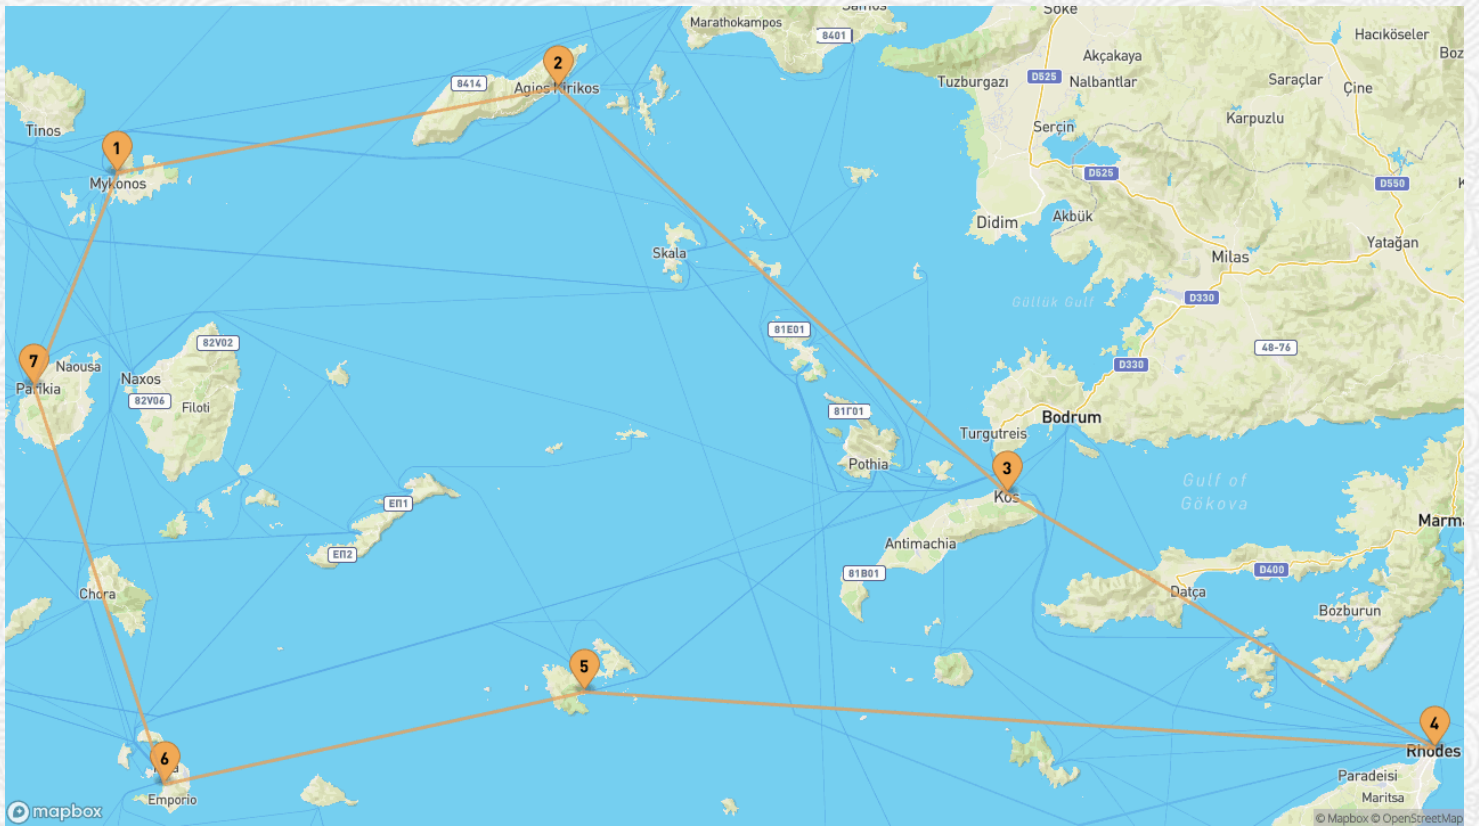 Söke
Marathokampos
8401
Hacıköseler
Akçakaya
Tuzburgazı
D525
Nalbantlar
Saraçlar
Çine
2
8414
Agios Kirikos
Karpuzlu
Serçin
Tinos
1
Mykonos
D525
D550
Didim
Akbük
Skala
Milas
Yatağan
Güllük Gulf
D330
81E01
82V02
48-76
7
Naousa
Parikia
Naxos
D330
82V06
Filoti
81Γ01
Bodrum
Turgutreis
Pothia
3
Kos
Gulf of
Gökova
ΕΠ1
ΕΠ2
Antimachia
Marm
81B01
D400
Chora
Datça
Bozburun
5
4
Rhodes
6
Emporio
Paradeisi
Maritsa
mapbox
© Mapbox © OpenStreetMap